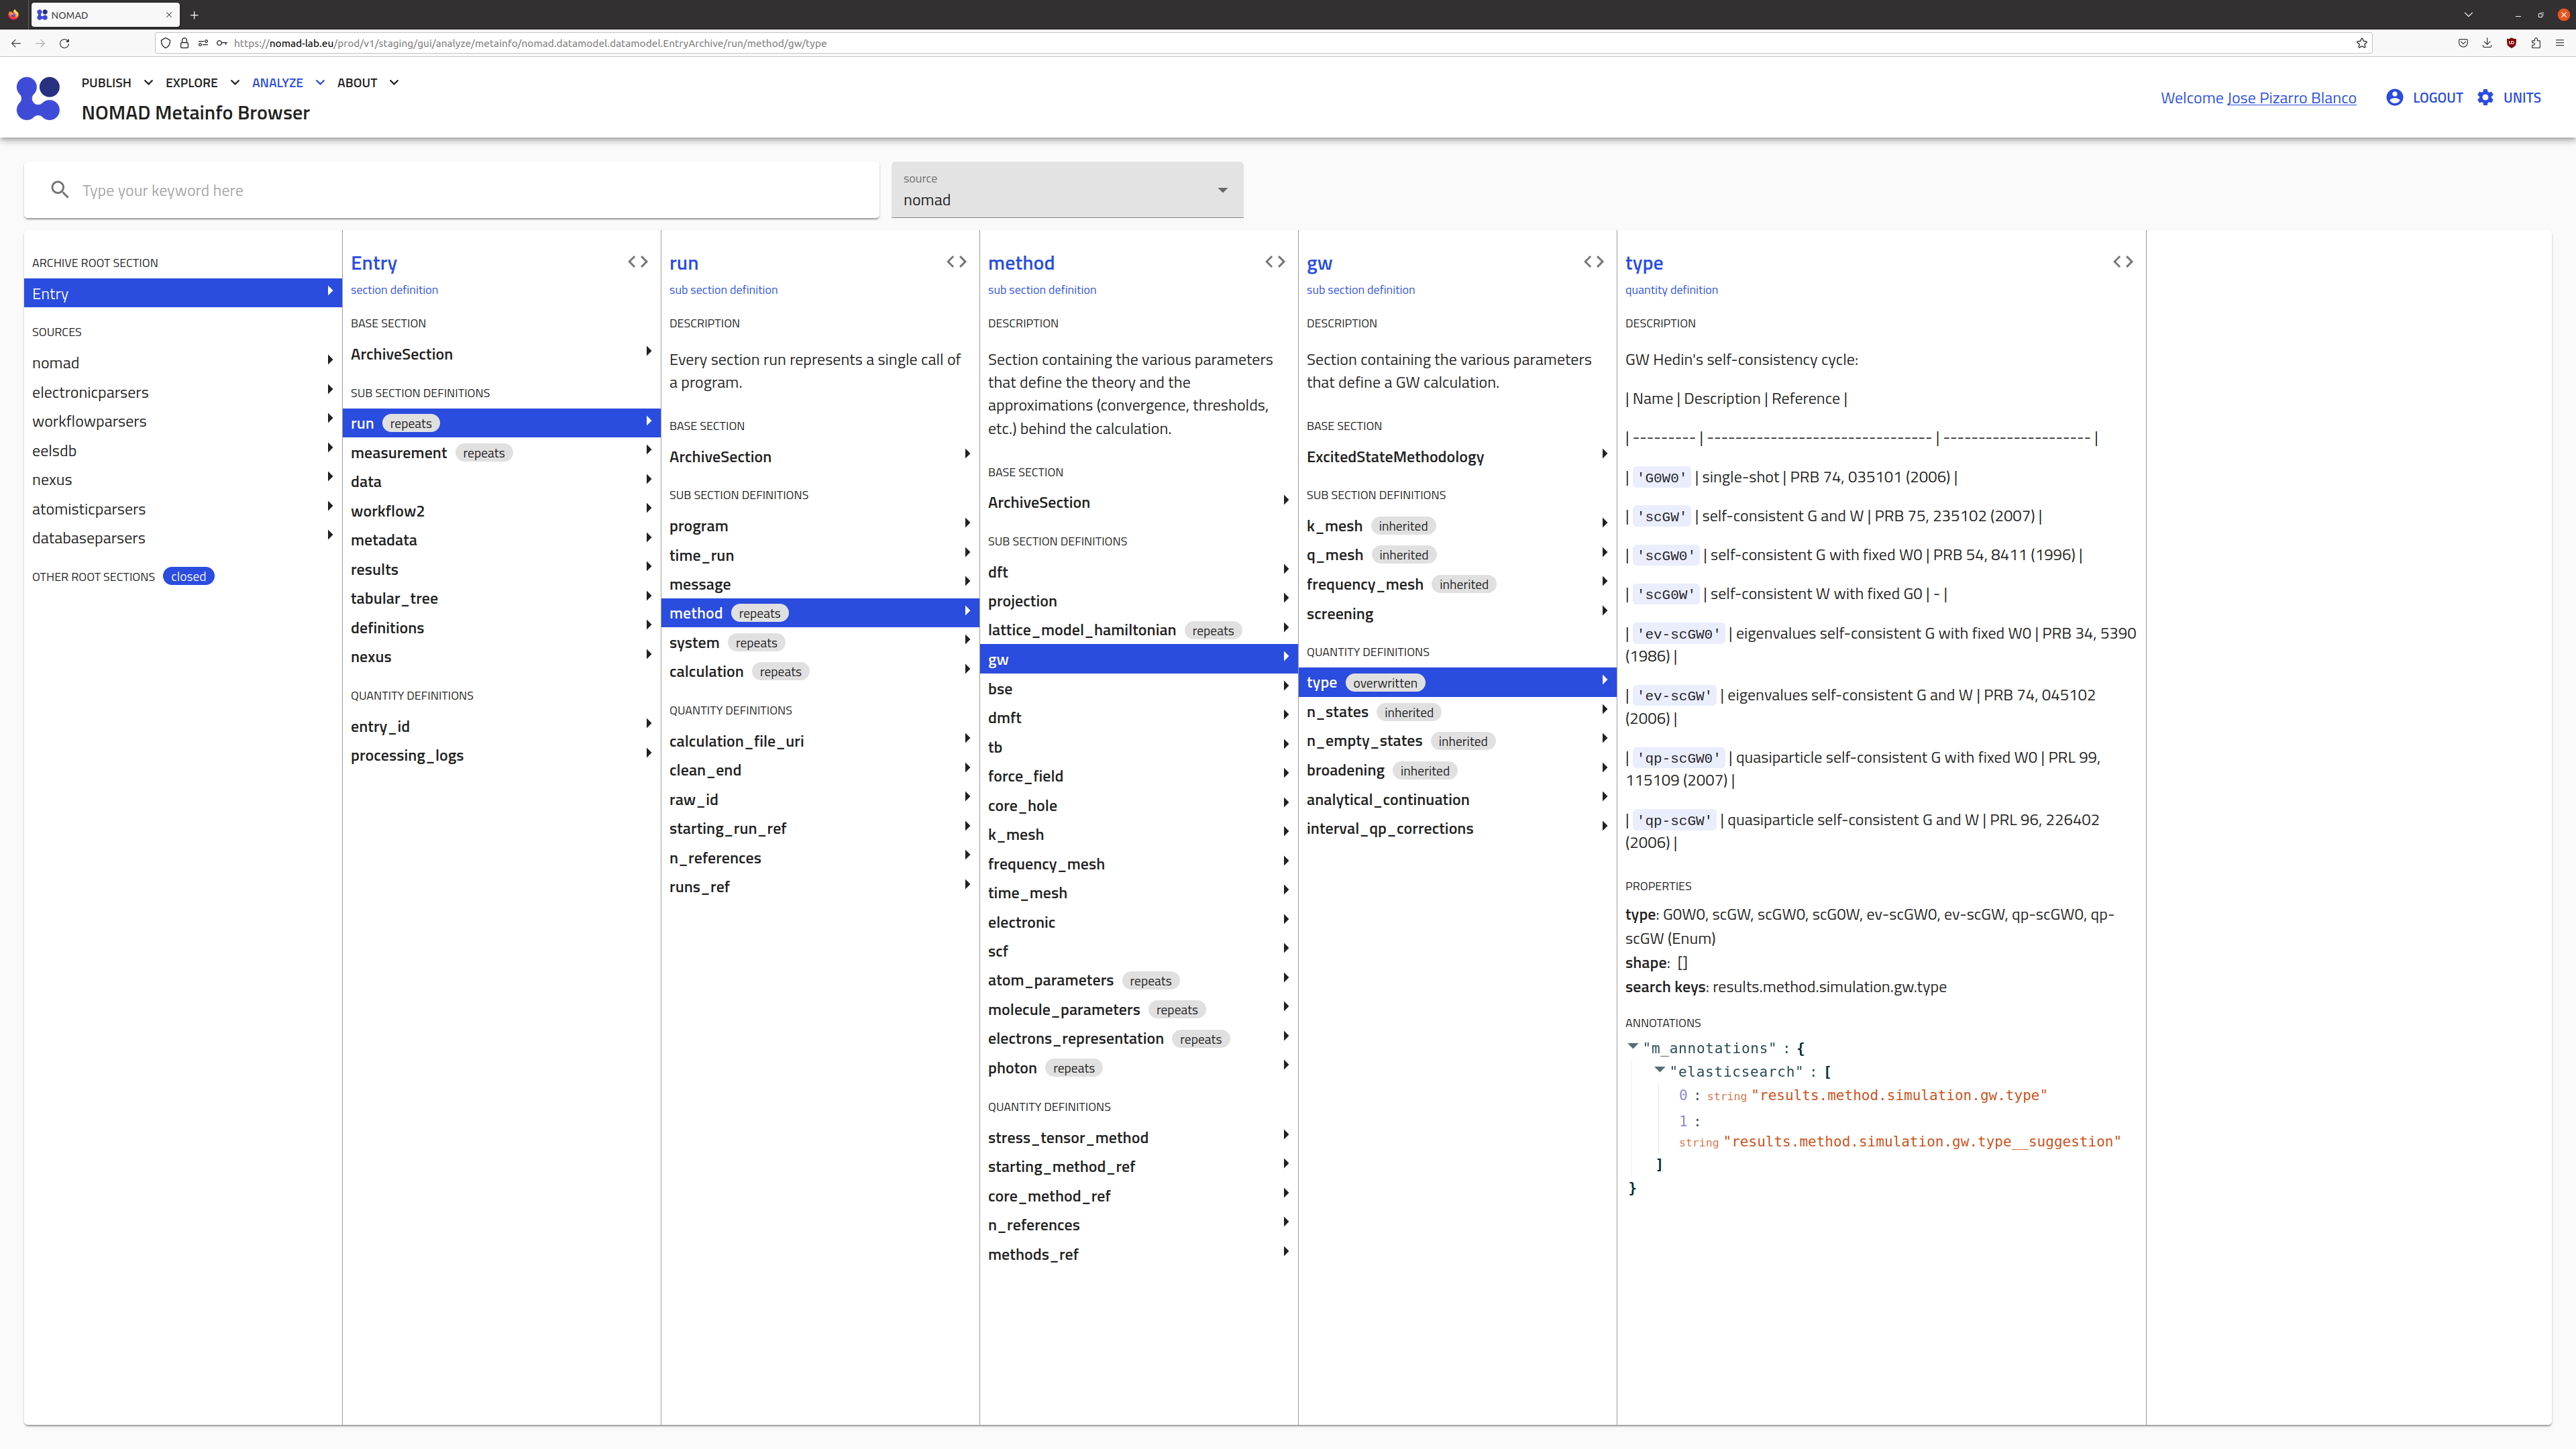 NOMAD
https://nomad-lab.eu/prod/v1/staging/gui/analyze/metainfo/nomad.datamodel.datamodel.EntryArchive/run/method/gw/type
PUBLISH EXPLORE ANALYZE ABOUT
NOMAD Metainfo Browser
Welcome Jose Pizarro Blanco LOGOUT UNITS
Type your keyword here
source
nomad
ARCHIVE ROOT SECTION
Entry
SOURCES
nomad
electronicparsers
workflowparsers
eelsdb
nexus
atomisticparsers
databaseparsers
OTHER ROOT SECTIONS closed
Entry
section definition
BASE SECTION
ArchiveSection
SUB SECTION DEFINITIONS
run repeats
measurement repeats
data
workflow2
metadata
results
tabular_tree
definitions
nexus
QUANTITY DEFINITIONS
entry_id
processing_logs
run
sub section definition
DESCRIPTION
Every section run represents a single call of
a program.
BASE SECTION
ArchiveSection
SUB SECTION DEFINITIONS
program
time_run
message
method repeats
system repeats
calculation repeats
QUANTITY DEFINITIONS
calculation_file_uri
clean_end
raw_id
starting_run_ref
n_references
runs_ref
method
sub section definition
DESCRIPTION
Section containing the various parameters
that define the theory and the
approximations (convergence, thresholds,
etc.) behind the calculation.
BASE SECTION
ArchiveSection
SUB SECTION DEFINITIONS
dft
projection
lattice_model_hamiltonian repeats
gw
bse
dmft
tb
force_field
core_hole
k_mesh
frequency_mesh
time_mesh
electronic
scf
atom_parameters repeats
molecule_parameters repeats
electrons_representation repeats
photon repeats
QUANTITY DEFINITIONS
stress_tensor_method
starting_method_ref
core_method_ref
n_references
methods_ref
gw
sub section definition
DESCRIPTION
Section containing the various parameters
that define a GW calculation.
BASE SECTION
ExcitedStateMethodology
SUB SECTION DEFINITIONS
k_mesh inherited
q_mesh inherited
frequency_mesh inherited
screening
QUANTITY DEFINITIONS
type overwritten
n_states inherited
n_empty_states inherited
broadening inherited
analytical_continuation
interval_qp_corrections
type
quantity definition
DESCRIPTION
GW Hedin's self-consistency cycle:
| Name | Description | Reference |
| --------- | -------------------------------- | --------------------- |
| 'G0W0' | single-shot | PRB 74, 035101 (2006) |
| 'scGW' | self-consistent G and W | PRB 75, 235102 (2007) |
| 'scGW0' | self-consistent G with fixed W0 | PRB 54, 8411 (1996) |
| 'scG0W' | self-consistent W with fixed G0 | - |
| 'ev-scGW0' | eigenvalues self-consistent G with fixed W0 | PRB 34, 5390
(1986) |
| 'ev-scGW' | eigenvalues self-consistent G and W | PRB 74, 045102
(2006) |
| 'qp-scGW0' | quasiparticle self-consistent G with fixed W0 | PRL 99,
115109 (2007) |
| 'qp-scGW' | quasiparticle self-consistent G and W | PRL 96, 226402
(2006) |
PROPERTIES
type: G0W0, scGW, scGW0, scG0W, ev-scGW0, ev-scGW, qp-scGW0, qp-
scGW (Enum)
shape: []
search keys: results.method.simulation.gw.type
ANNOTATIONS
"m_annotations" : {
"elasticsearch" : [
0 : string "results.method.simulation.gw.type"
1 :
string "results.method.simulation.gw.type__suggestion"
]
}